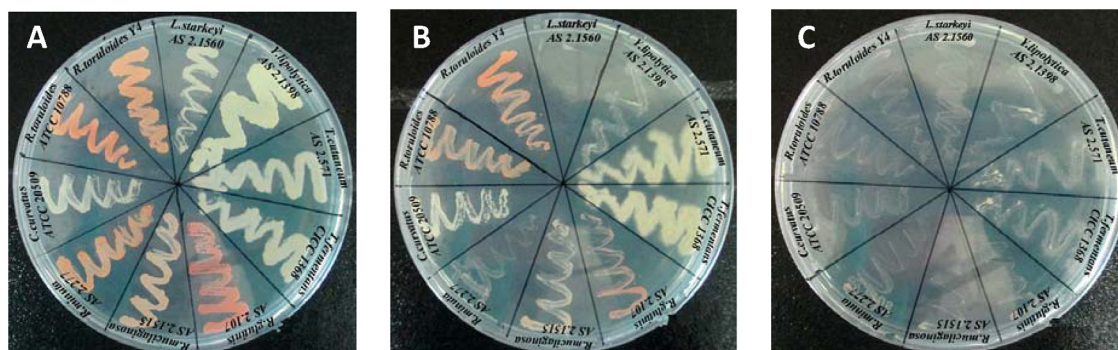 A
L.starkeyi
AS 2.1560
Y.lipolytica
AS 2.1398
T.cutaneum
AS 2.571
T.fermentans
CICC 1368
R.glutinis
AS 2.107
R.mucilaginosa
AS 2.1515
R.minuta
AS 2.277
C.curvatus
ATCC 20509
R.toruloides
ATCC 10788
R.toruloides Y4
B
L.starkeyi
AS 2.1560
Y.lipolytica
AS 2.1398
T.cutaneum
AS 2.571
T.fermentans
CICC 1368
R.glutinis
AS 2.107
R.mucilaginosa
AS 2.1515
R.minuta
AS 2.277
C.curvatus
ATCC 20509
R.toruloides
ATCC 10788
R.toruloides Y4
C
L.starkeyi
AS 2.1560
Y.lipolytica
AS 2.1398
T.cutaneum
AS 2.571
T.fermentans
CICC 1368
R.glutinis
AS 2.107
R.mucilaginosa
AS 2.1515
R.minuta
AS 2.277
C.curvatus
ATCC 20509
R.toruloides
ATCC 10788
R.toruloides Y4